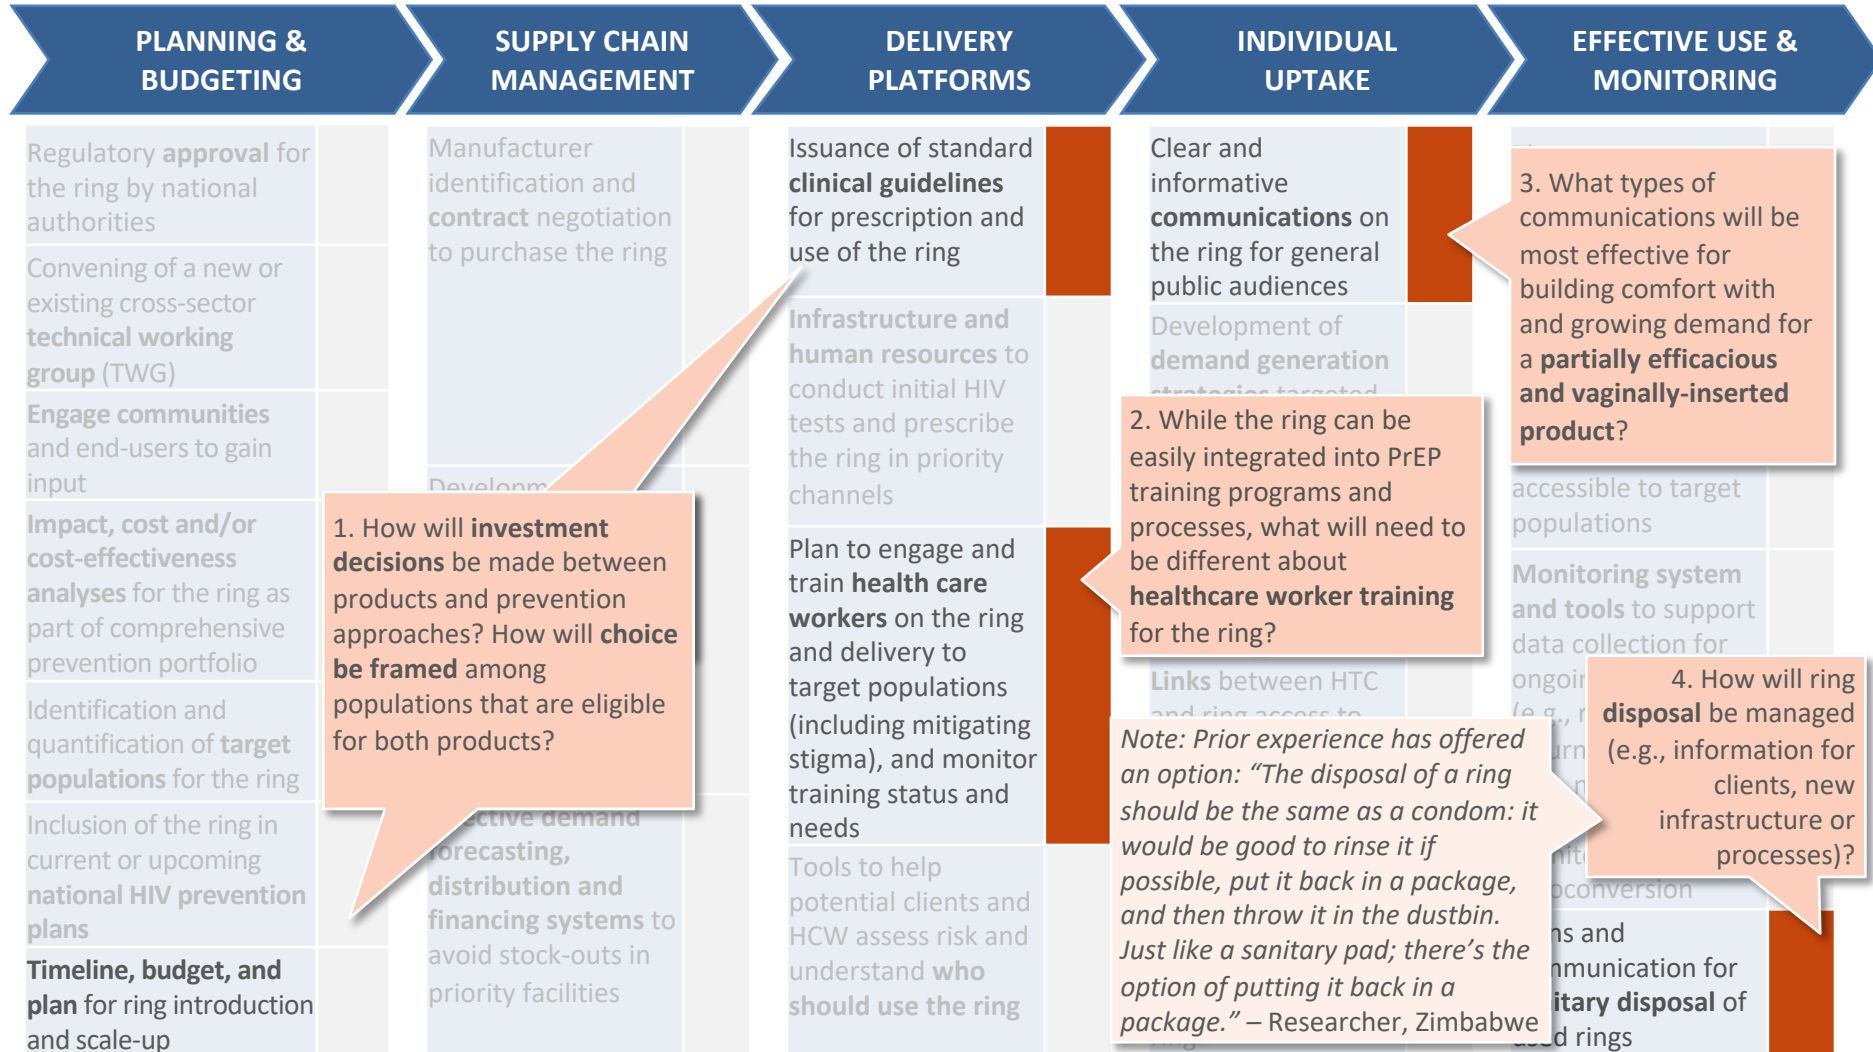 PLANNING &
BUDGETING
SUPPLY CHAIN
MANAGEMENT
DELIVERY
PLATFORMS
INDIVIDUAL
UPTAKE
EFFECTIVE USE &
MONITORING
Regulatory approval for
the ring by national
authorities
Convening of a new or
existing cross-sector
technical working
group (TWG)
Engage communities
and end-users to gain
input
Impact, cost and/or
cost-effectiveness
analyses for the ring as
part of comprehensive
prevention portfolio
Identification and
quantification of target
populations for the ring
Inclusion of the ring in
current or upcoming
national HIV prevention
plans
Timeline, budget, and
plan for ring introduction
and scale-up
Manufacturer
identification and
contract negotiation
to purchase the ring
demand
forecasting,
distribution and
financing systems to
avoid stock-outs in
priority facilities
1. How will investment
decisions be made between
products and prevention
approaches? How will choice
be framed among
populations that are eligible
for both products?
Issuance of standard
clinical guidelines
for prescription and
use of the ring
Infrastructure and
human resources to
conduct initial HIV
tests and prescribe
the ring in priority
channels
Plan to engage and
train health care
workers on the ring
and delivery to
target populations
(including mitigating
stigma), and monitor
training status and
needs
Tools to help
potential clients and
HCW assess risk and
understand who
should use the ring
Clear and
informative
communications on
the ring for general
public audiences
Development of
demand generation
strategies targeted
2. While the ring can be
easily integrated into PrEP
training programs and
processes, what will need to
be different about
healthcare worker training
for the ring?
Links between HTC
and ring access to
Note: Prior experience has offered
an option: “The disposal of a ring
should be the same as a condom: it
would be good to rinse it if
possible, put it back in a package,
and then throw it in the dustbin.
Just like a sanitary pad; there’s the
option of putting it back in a
package.” – Researcher, Zimbabwe
3. What types of
communications will be
most effective for
building comfort with
and growing demand for
a partially efficacious
and vaginally-inserted
product?
accessible to target
populations
Monitoring system
and tools to support
data collection for
4. How will ring
disposal be managed
(e.g., information for
clients, new
infrastructure or
processes)?
and
for
disposal of
rings